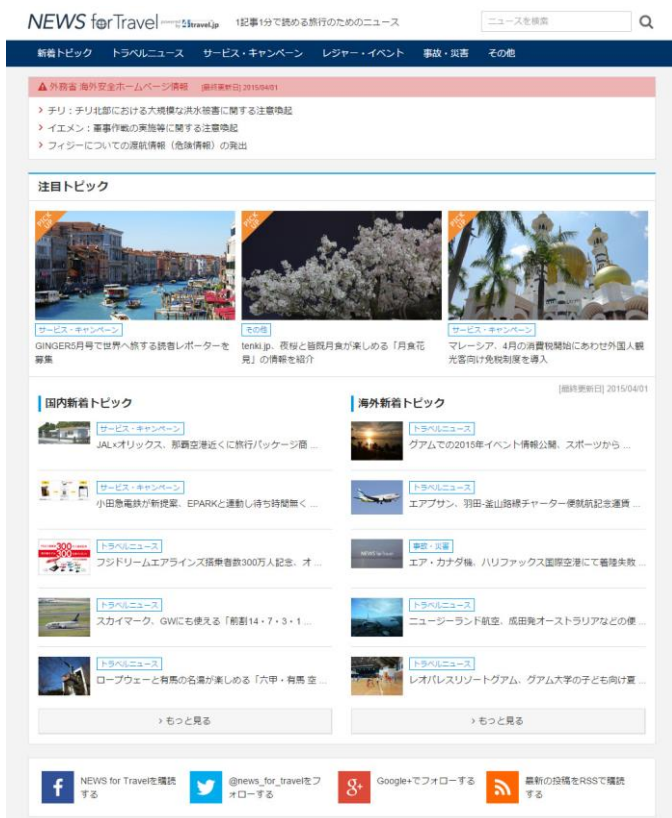 NEWS forTravel powered by travel.jp 1記事1分で読める旅行のためのニュース ニュースを検索
新着トピック トラベルニュース サービス・キャンペーン レジャー・イベント 事故・災害 その他
外務省 海外安全ホームページ情報 [最終更新日] 2015/04/01
チリ：チリ北部における大規模な洪水被害に関する注意喚起
イエメン：軍事作戦の実施等に関する注意喚起
フィジーについての渡航情報（危険情報）の発出
注目トピック
PICK UP
PICK UP
PICK UP
サービス・キャンペーン
GINGER5月号で世界へ旅する読者レポーターを
募集
その他
tenki.jp、夜桜と皆既月食が楽しめる「月食花
見」の情報を紹介
サービス・キャンペーン
マレーシア、4月の消費税開始にあわせ外国人観
光客向け免税制度を導入
[最終更新日] 2015/04/01
国内新着トピック
サービス・キャンペーン
JAL×オリックス、那覇空港近くに旅行パッケージ商 ...
サービス・キャンペーン
小田急電鉄が新提案、EPARKと連動し待ち時間無く ...
300
300
トラベルニュース
フジドリームエアラインズ搭乗者数300万人記念、オ ...
トラベルニュース
スカイマーク、GWにも使える「前割14・7・3・1 ...
トラベルニュース
ロープウェーと有馬の名湯が楽しめる「六甲・有馬 空 ...
> もっと見る
海外新着トピック
トラベルニュース
グアムでの2015年イベント情報公開、スポーツから ...
トラベルニュース
エアプサン、羽田-釜山路線チャーター便就航記念運賃 ...
NEWS for Travel
事故・災害
エア・カナダ機、ハリファックス国際空港にて着陸失敗 ...
トラベルニュース
ニュージーランド航空、成田発オーストラリアなどの便 ...
トラベルニュース
レオパレスリゾートグアム、グアム大学の子ども向け夏 ...
> もっと見る
NEWS for Travelを購読
する
@news_for_travelをフ
ォローする
Google+でフォローする
最新の投稿をRSSで購読
する